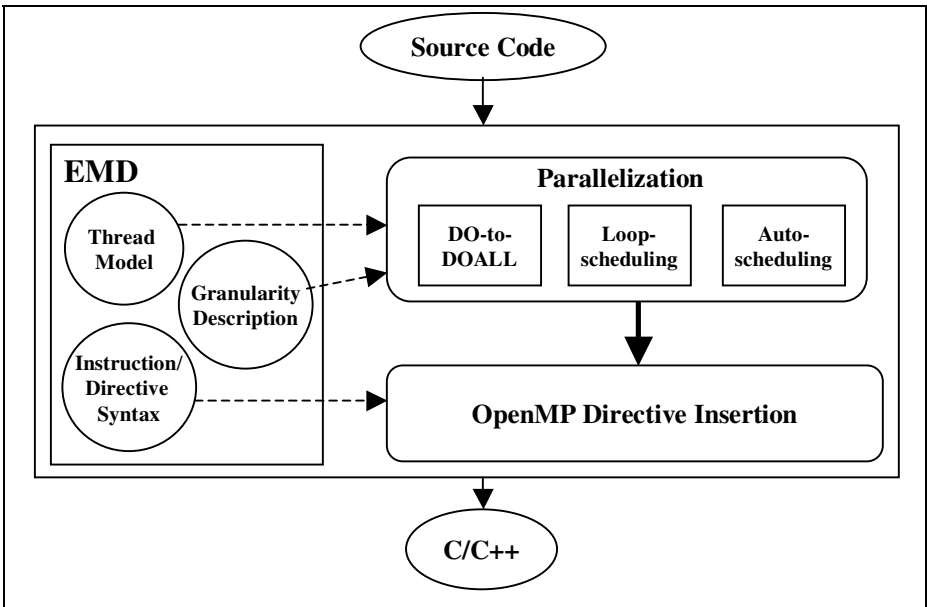 Source Code
EMD
Thread
Model
Granularity
Description
Instruction/
Directive
Syntax
Parallelization
DO-to-
DOALL
Loop-
scheduling
Auto-
scheduling
OpenMP Directive Insertion
C/C++